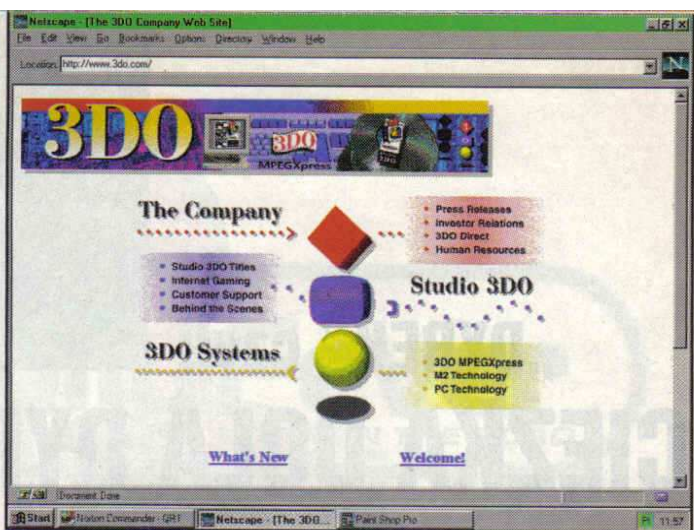 Netscape - [The 3DO Company Web Site]
File Edit View Go Bookmarks Options Directory Window Help
Location: http://www.3do.com/
N
3DO
3DO
MPEGXpress
The Company
• Press Releases
• Investor Relations
• 3DO Direct
• Human Resources
• Studio 3DO Titles
• Internet Gaming
• Customer Support
• Behind the Scenes
Studio 3DO
3DO Systems
• 3DO MPEGXpress
• M2 Technology
• PC Technology
What's New
Welcome!
Document: Done
Start
Norton Commander - QRT
Netscape - [The 3DO...
Paint Shop Pro
Pl
11:57